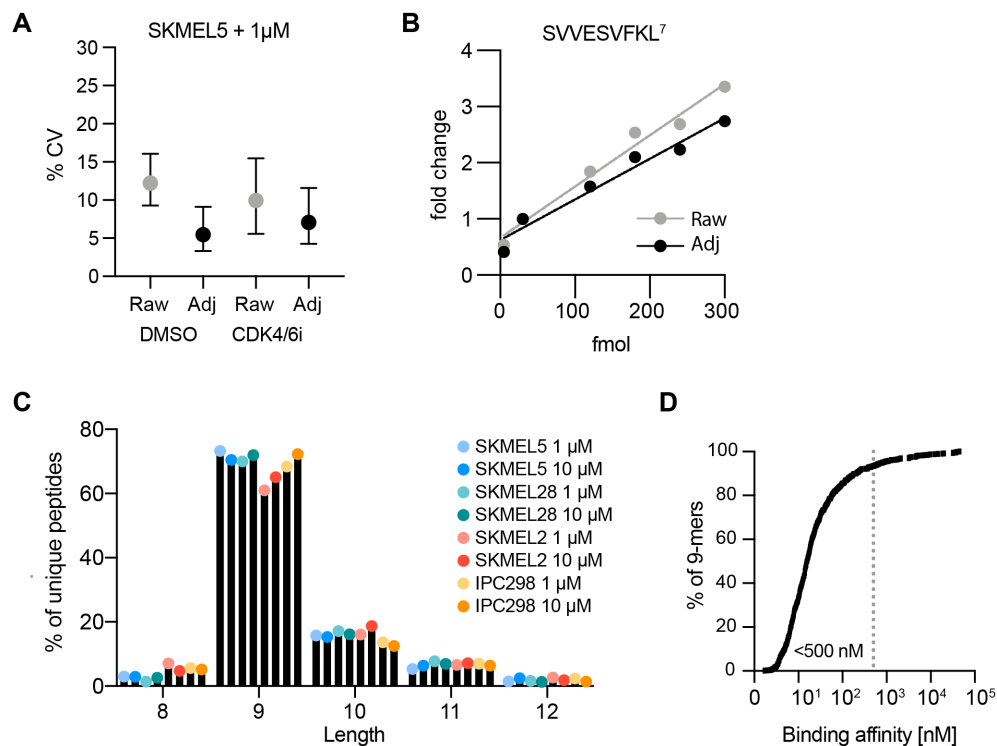 A
SKMEL5 + 1µM
% CV
30
25
20
15
10
5
0
Raw Adj Raw Adj
DMSO CDK4/6i
B
SVVESVFKL⁷
fold change
4
3
2
1
0
Raw
Adj
0 100 200 300
fmol
C
% of unique peptides
80
60
40
20
0
SKMEL5 1 µM
SKMEL5 10 µM
SKMEL28 1 µM
SKMEL28 10 µM
SKMEL2 1 µM
SKMEL2 10 µM
IPC298 1 µM
IPC298 10 µM
8 9 10 11 12
Length
D
% of 9-mers
100
80
60
40
20
0
<500 nM
0 10¹ 10² 10³ 10⁴ 10⁵
Binding affinity [nM]